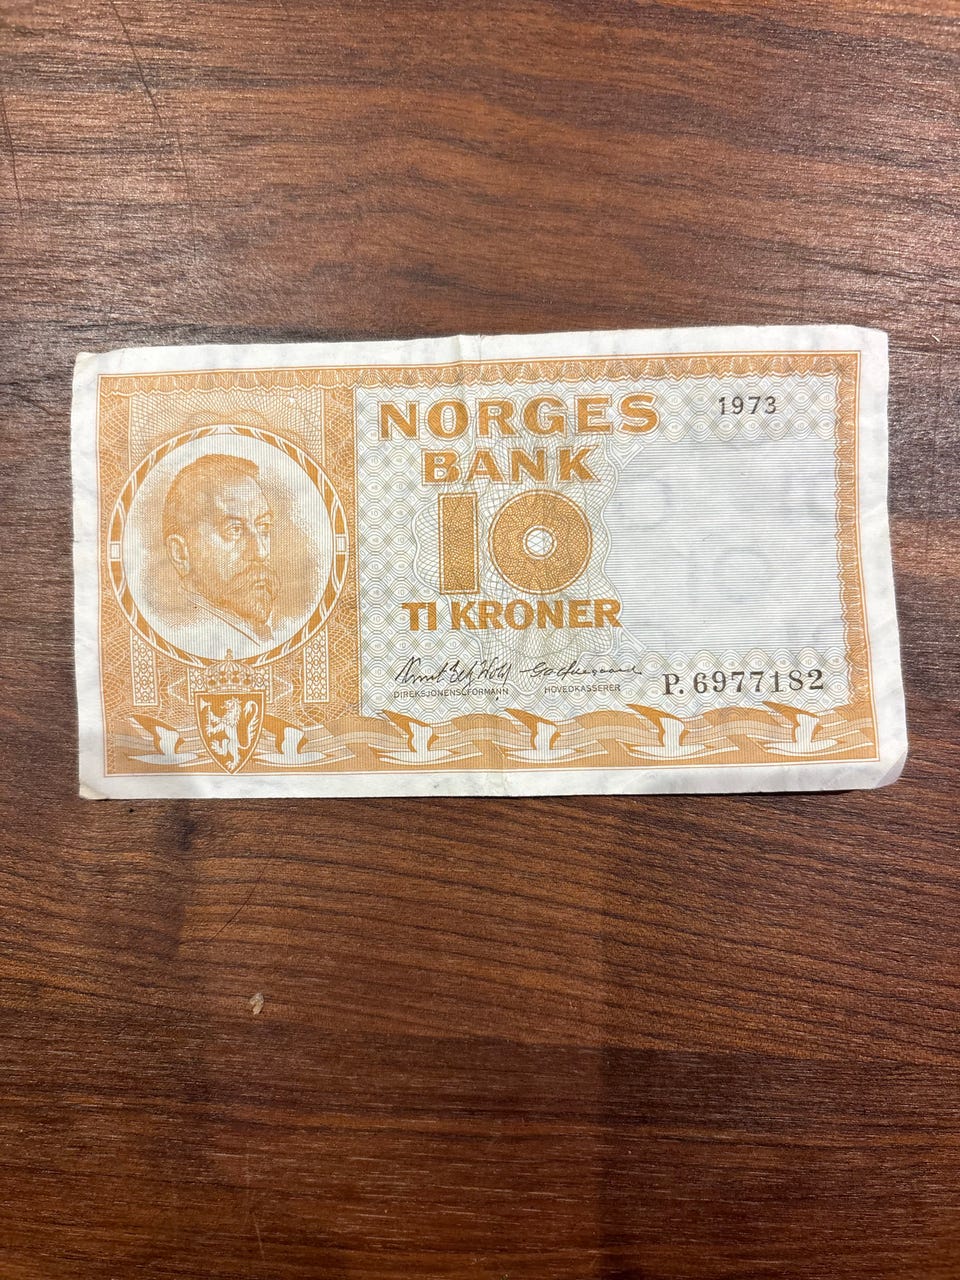 NORGES
1973
BANK
10
TI KRONER
DIREKSJONENS FORMANN
HOVEDKASSERER
P. 6977182